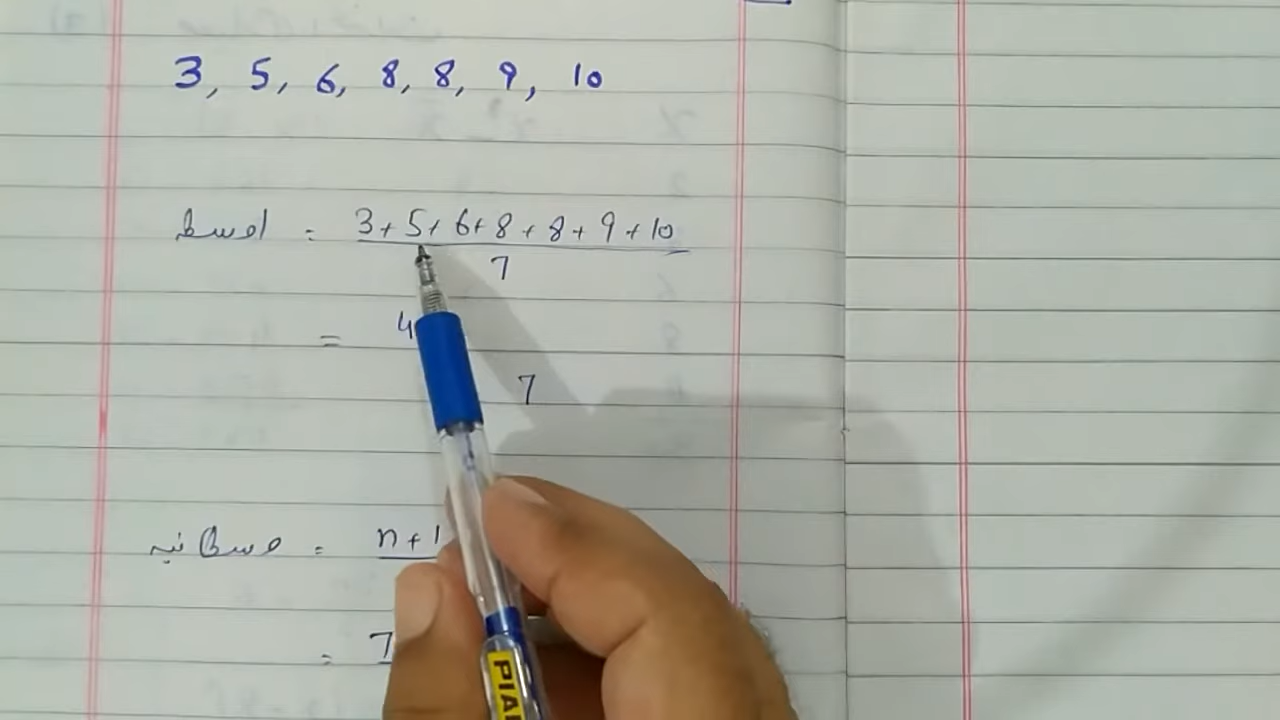 3, 5, 6, 8, 8, 9, 10
اوسط = 3+5+6+8+8+9+10
7
= 4
7
وسطانیہ = n+1
= 7
PIA